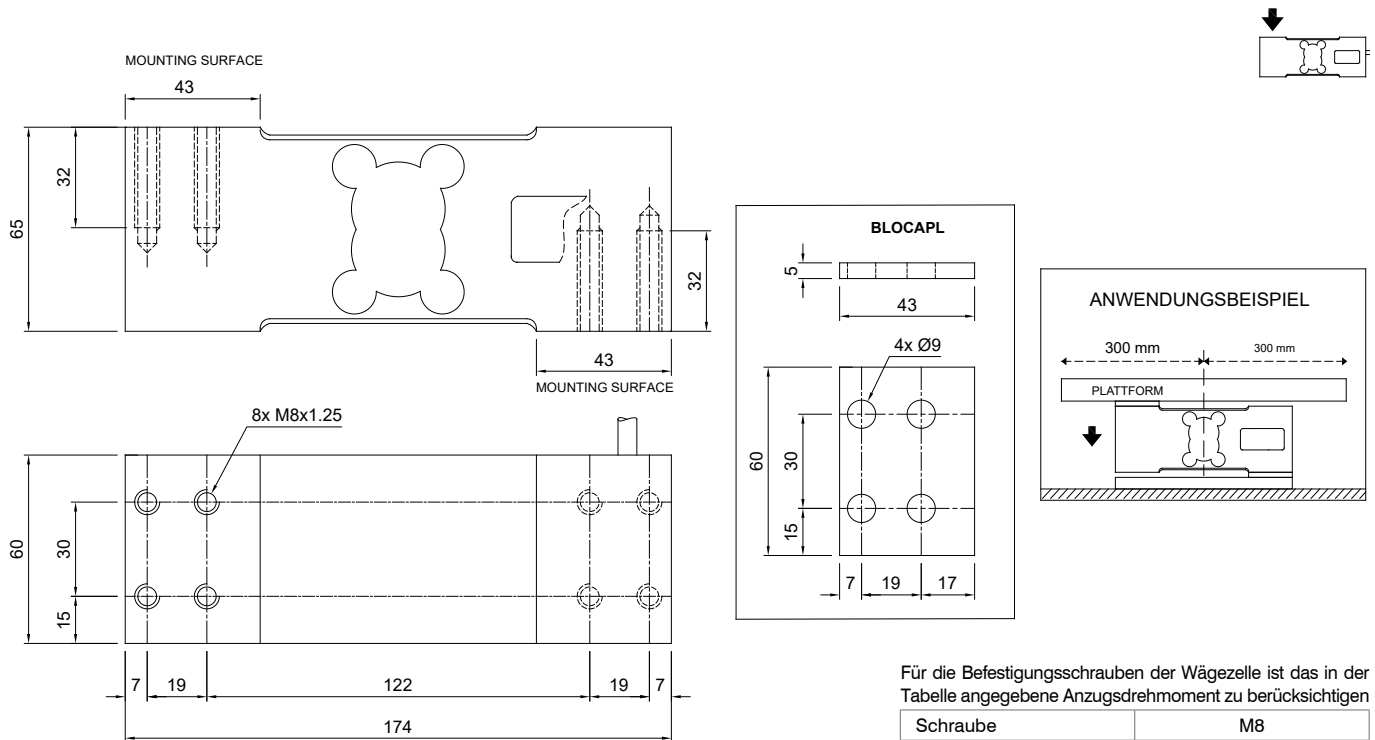 MOUNTING SURFACE
43
32
65
32
43
MOUNTING SURFACE
8x M8x1.25
60
30
15
7 19 122 19 7
174
BLOCAPL
5
43
4x Ø9
60
30
15
7 19 17
ANWENDUNGSBEISPIEL
300 mm 300 mm
PLATTFORM
Für die Befestigungsschrauben der Wägezelle ist das in der
Tabelle angegebene Anzugsdrehmoment zu berücksichtigen
Schraube M8